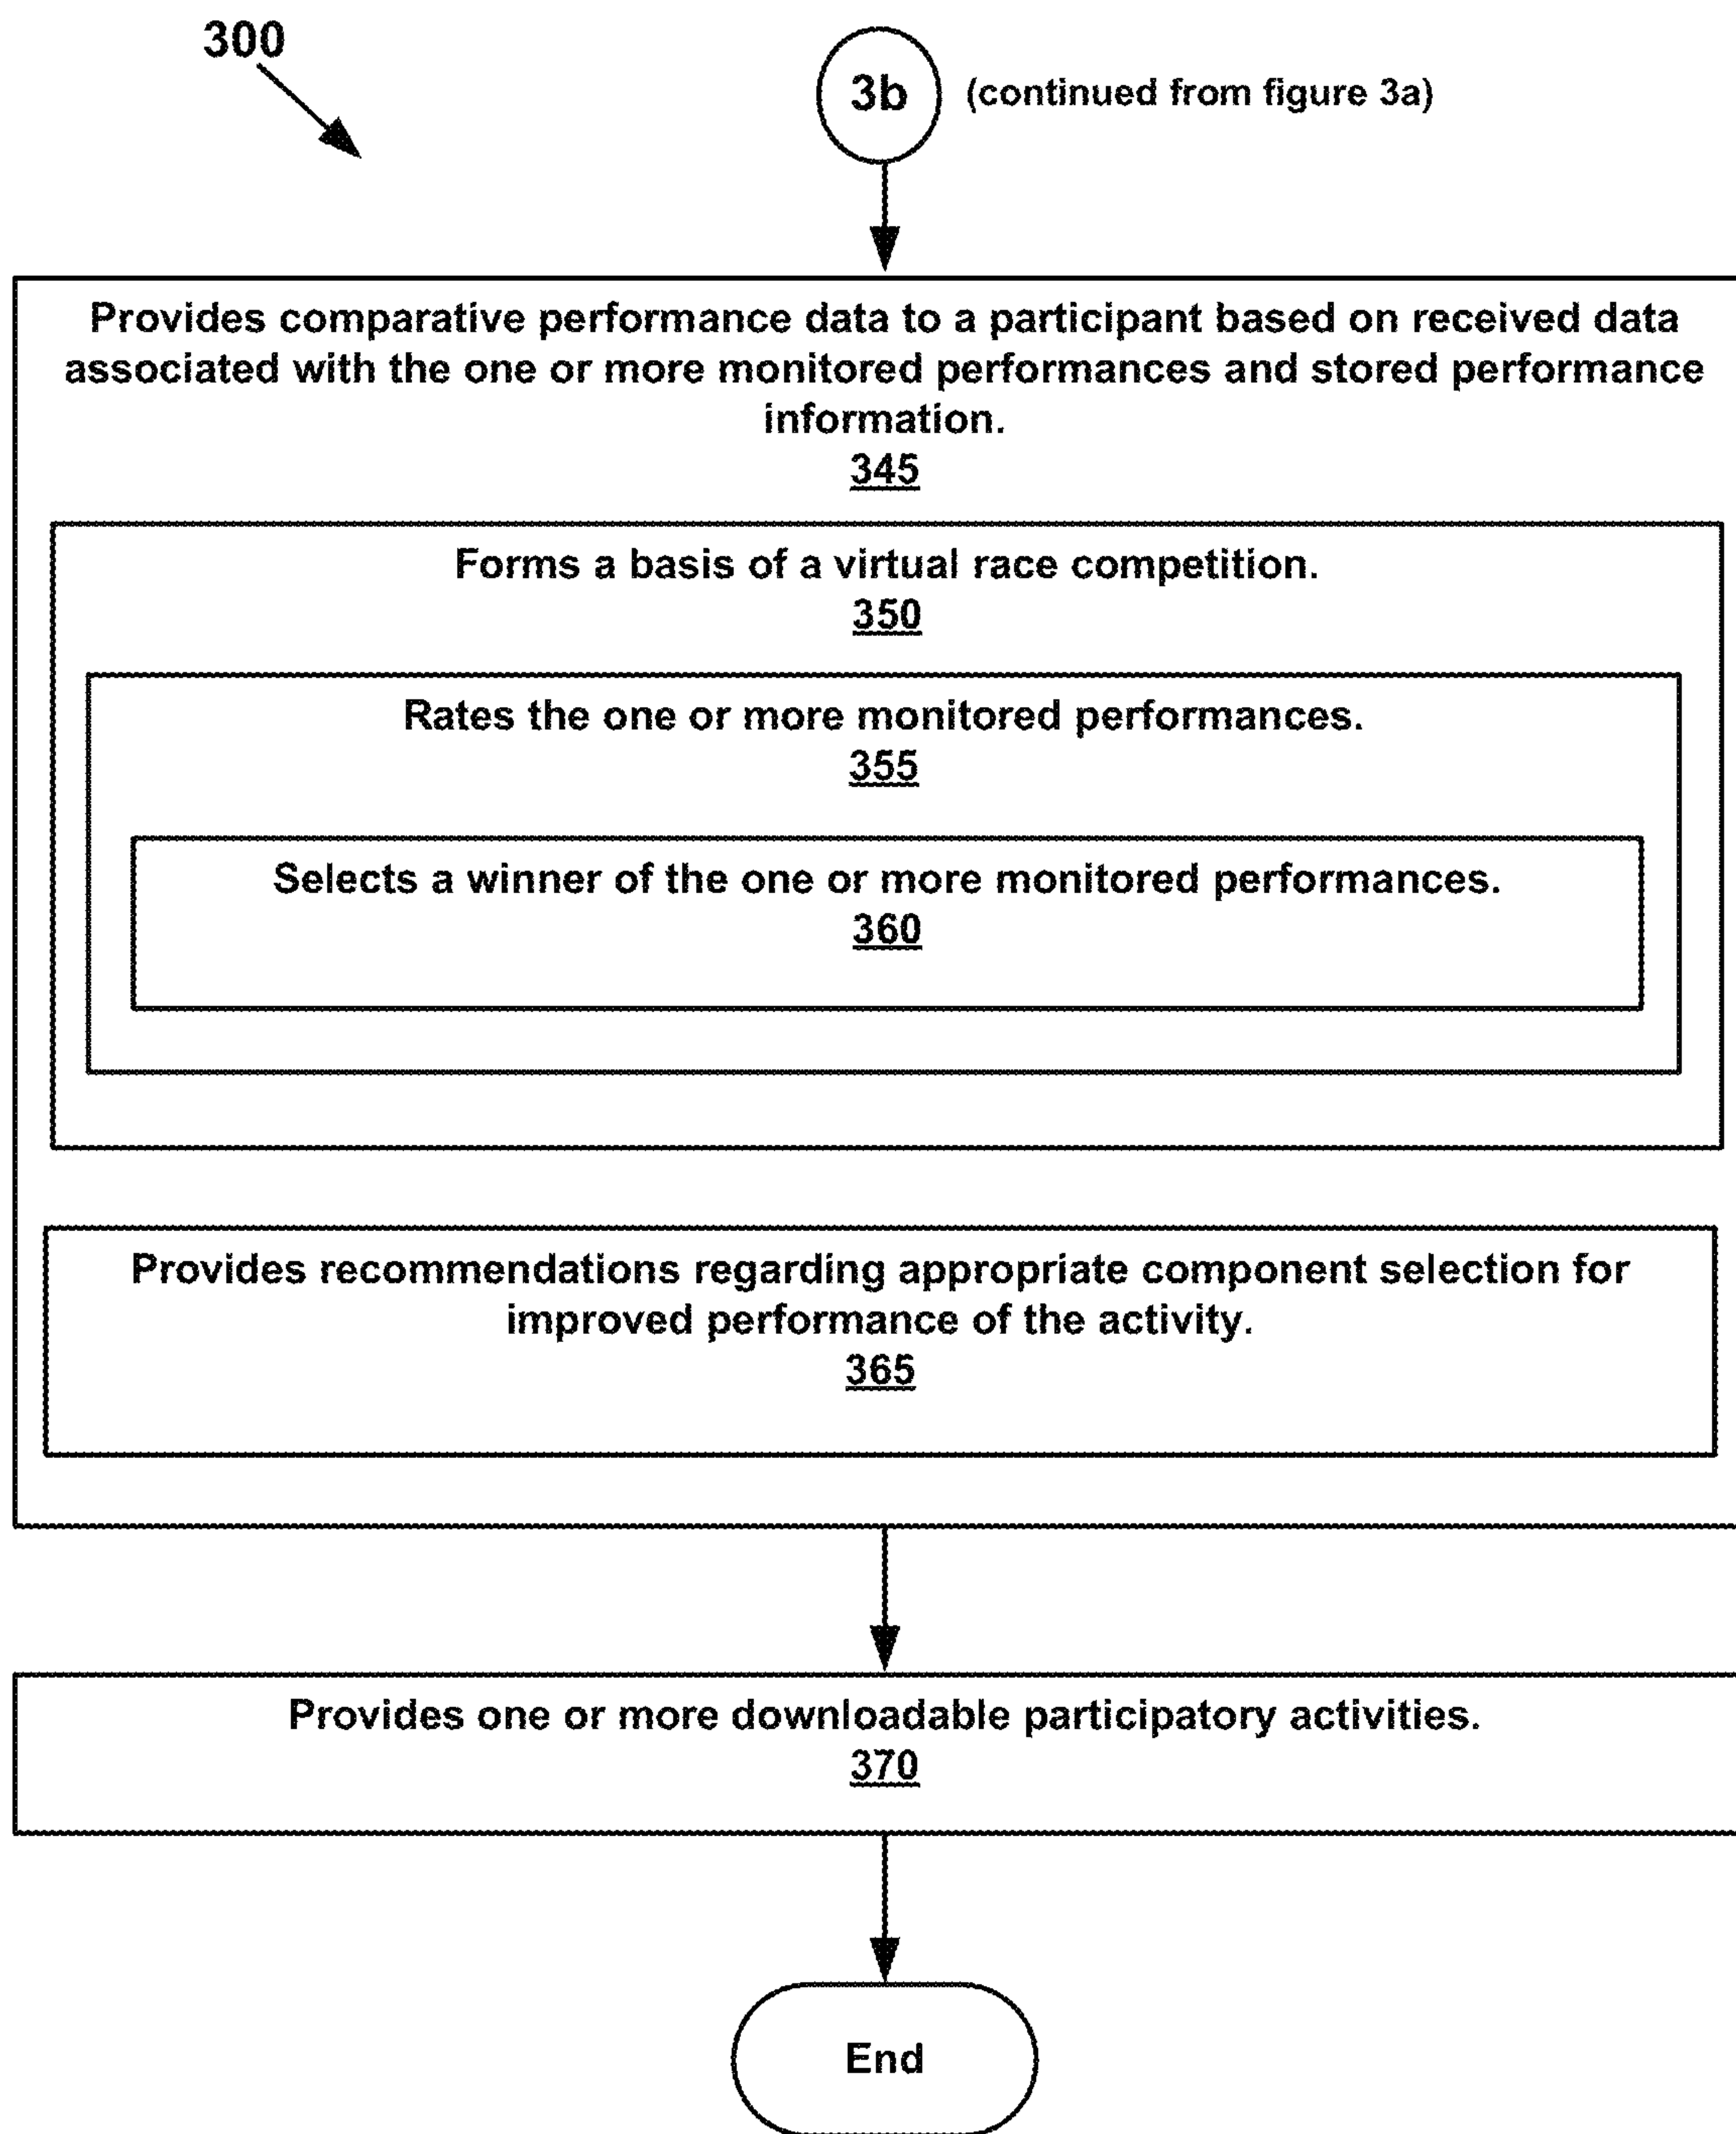 300
3b (continued from figure 3a)
Provides comparative performance data to a participant based on received data
associated with the one or more monitored performances and stored performance
information.
345
Forms a basis of a virtual race competition.
350
Rates the one or more monitored performances.
355
Selects a winner of the one or more monitored performances.
360
Provides recommendations regarding appropriate component selection for
improved performance of the activity.
365
Provides one or more downloadable participatory activities.
370
End